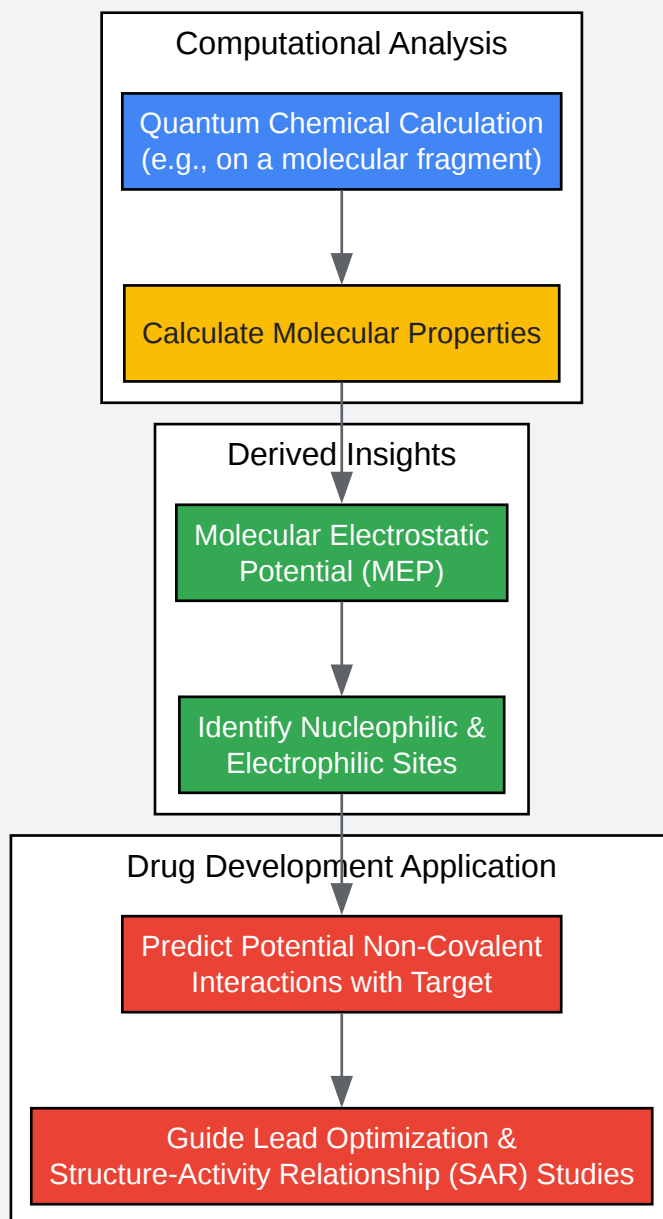 Computational Analysis
Quantum Chemical Calculation
(e.g., on a molecular fragment)
Calculate Molecular Properties
Derived Insights
Molecular Electrostatic
Potential (MEP)
Identify Nucleophilic &
Electrophilic Sites
Drug Development Application
Predict Potential Non-Covalent
Interactions with Target
Guide Lead Optimization &
Structure-Activity Relationship (SAR) Studies